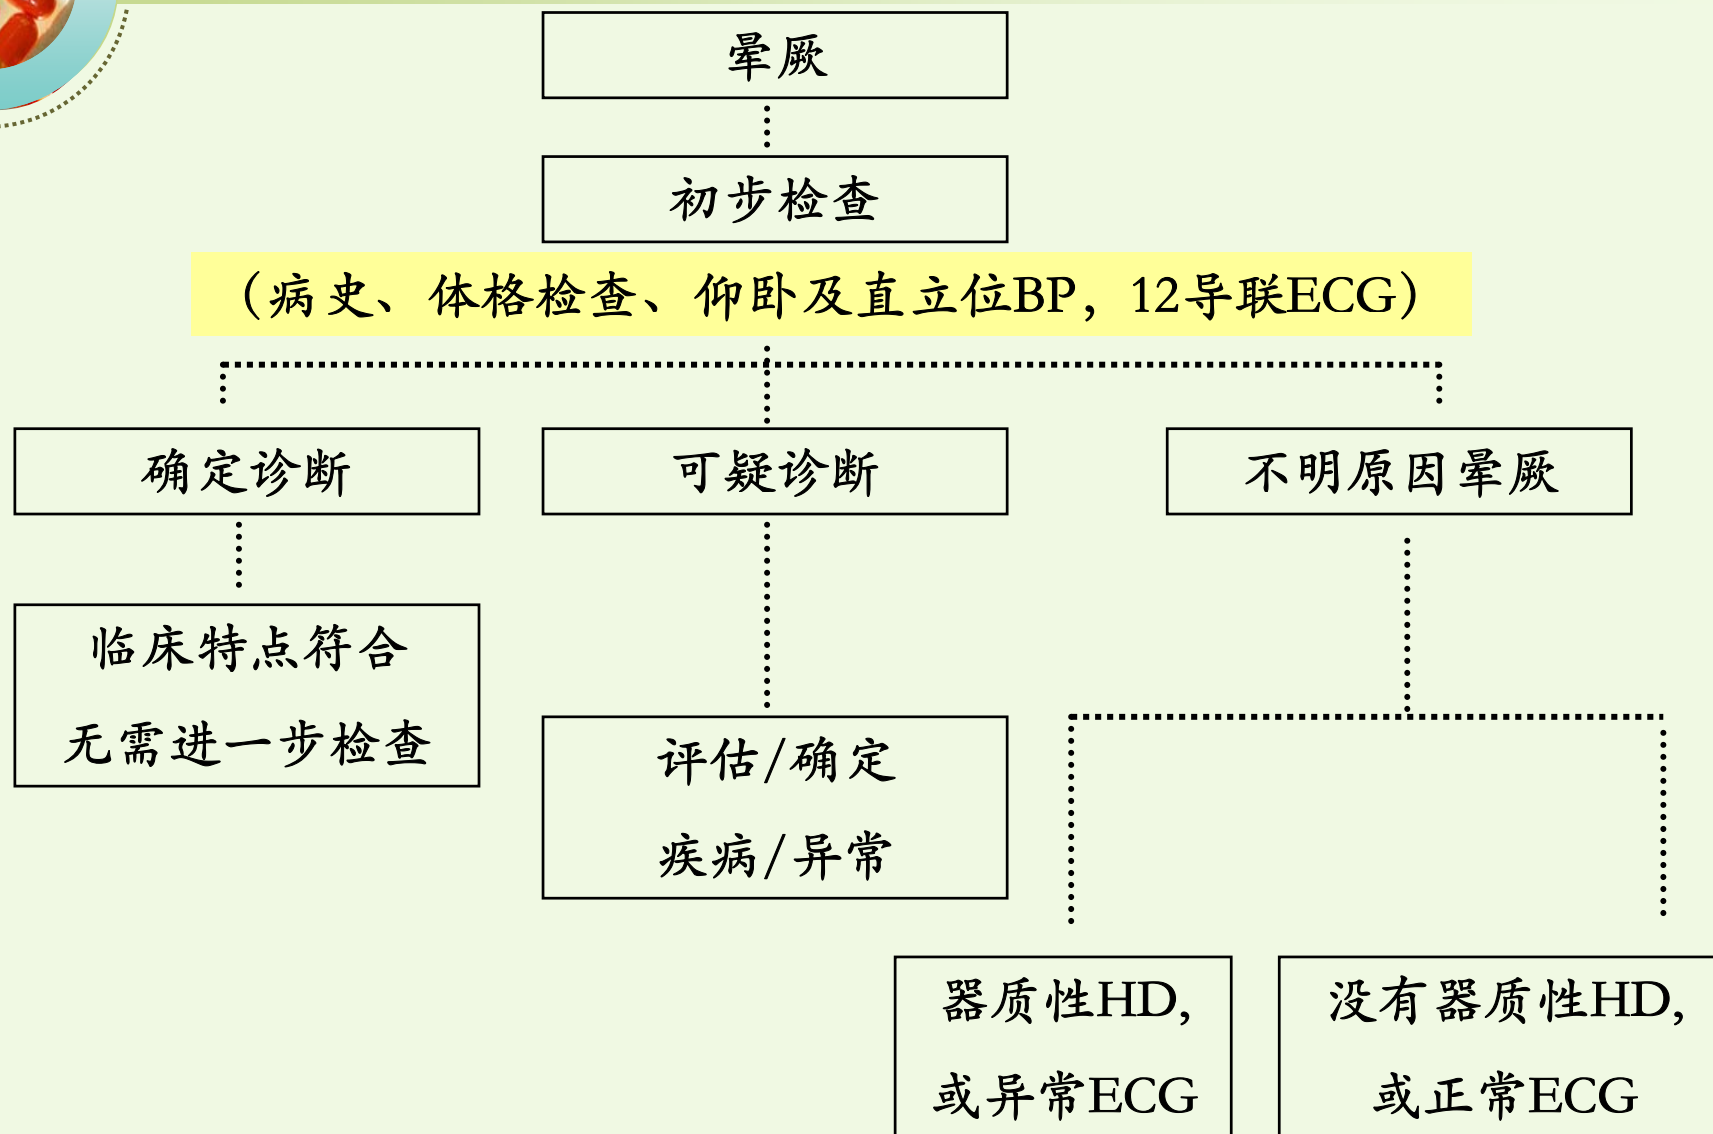 晕厥
初步检查
（病史、体格检查、仰卧及直立位BP，12导联ECG）
确定诊断
可疑诊断
不明原因晕厥
临床特点符合
无需进一步检查
评估/确定
疾病/异常
器质性HD,
或异常ECG
没有器质性HD,
或正常ECG